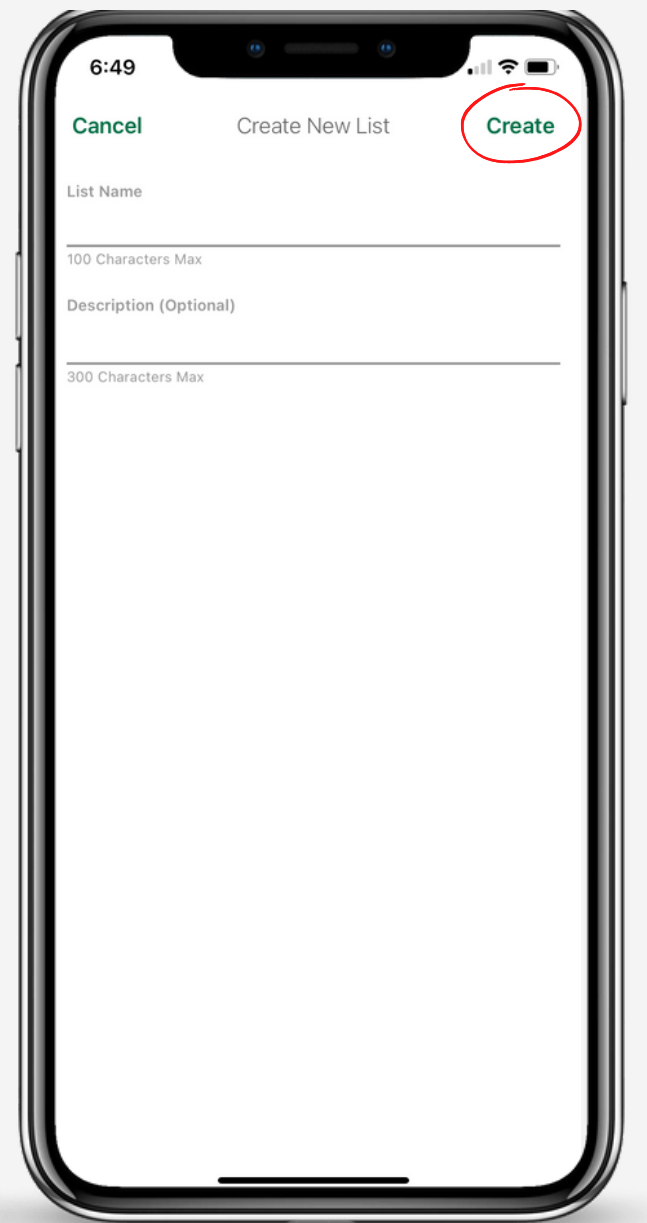 6:49
Cancel Create New List Create
List Name
100 Characters Max
Description (Optional)
300 Characters Max